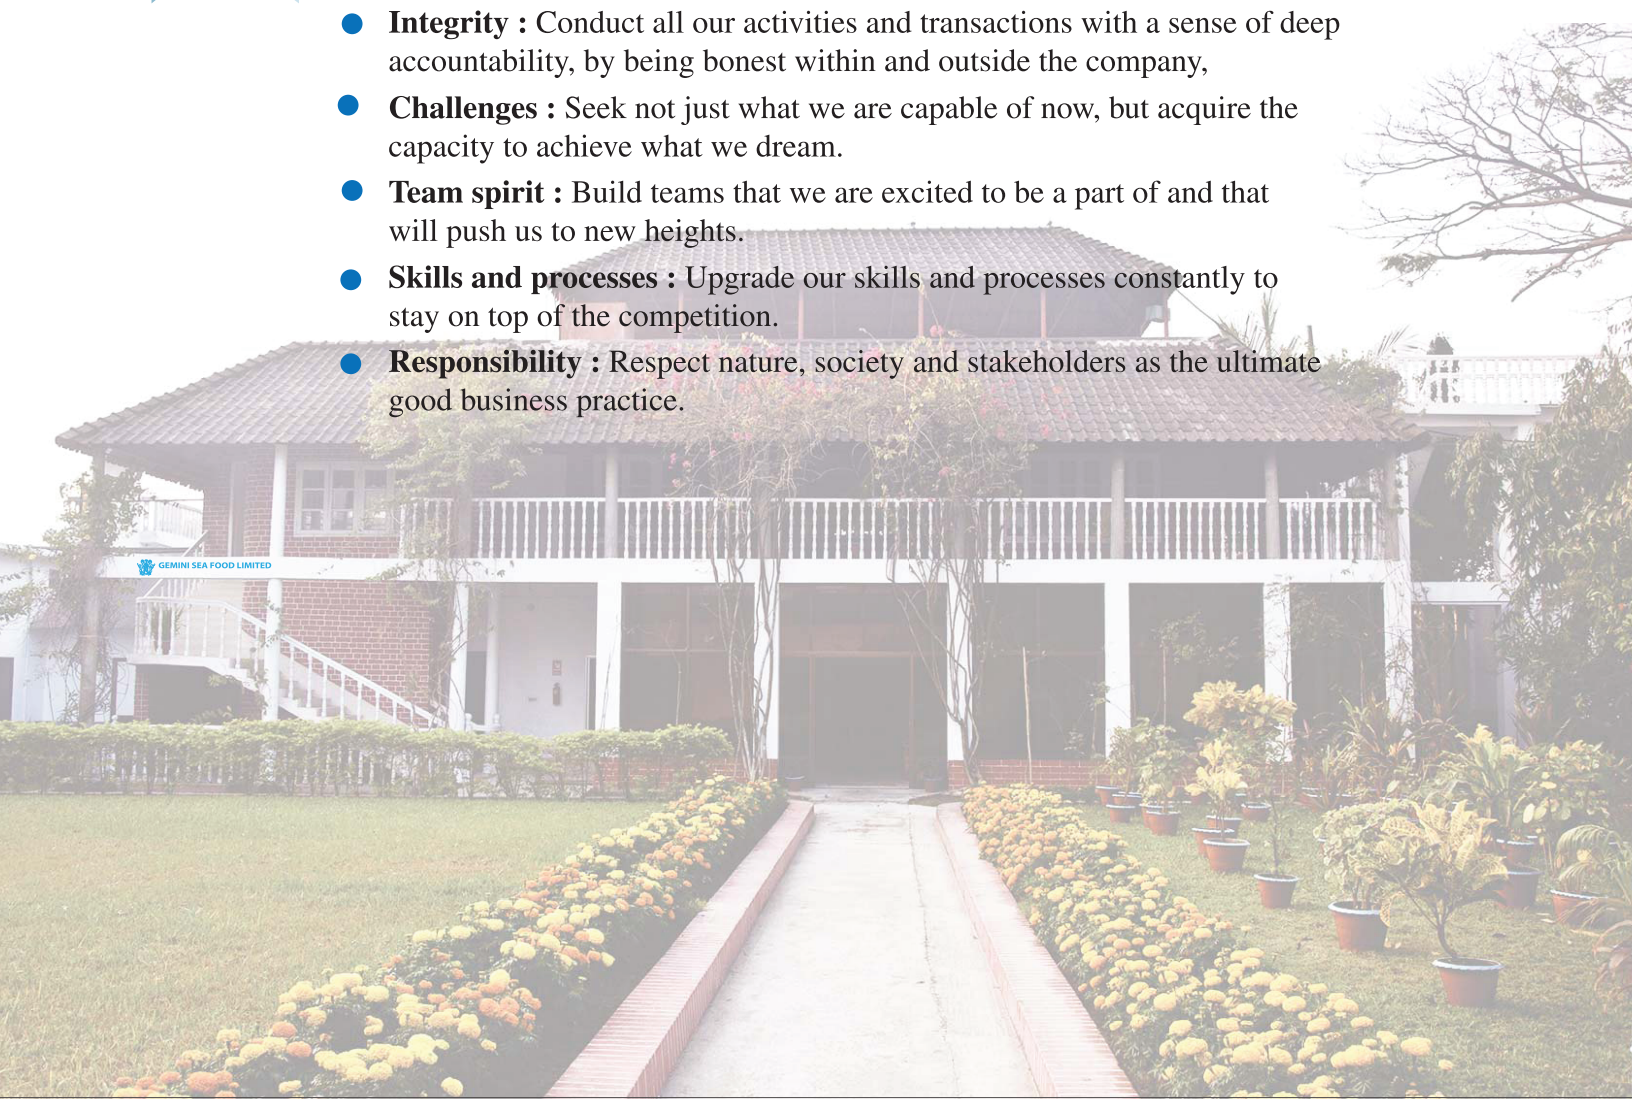 Integrity : Conduct all our activities and transactions with a sense of deep
accountability, by being bonest within and outside the company,
Challenges : Seek not just what we are capable of now, but acquire the
capacity to achieve what we dream.
Team spirit : Build teams that we are excited to be a part of and that
will push us to new heights.
Skills and processes : Upgrade our skills and processes constantly to
stay on top of the competition.
Responsibility : Respect nature, society and stakeholders as the ultimate
good business practice.
GEMINI SEA FOOD LIMITED